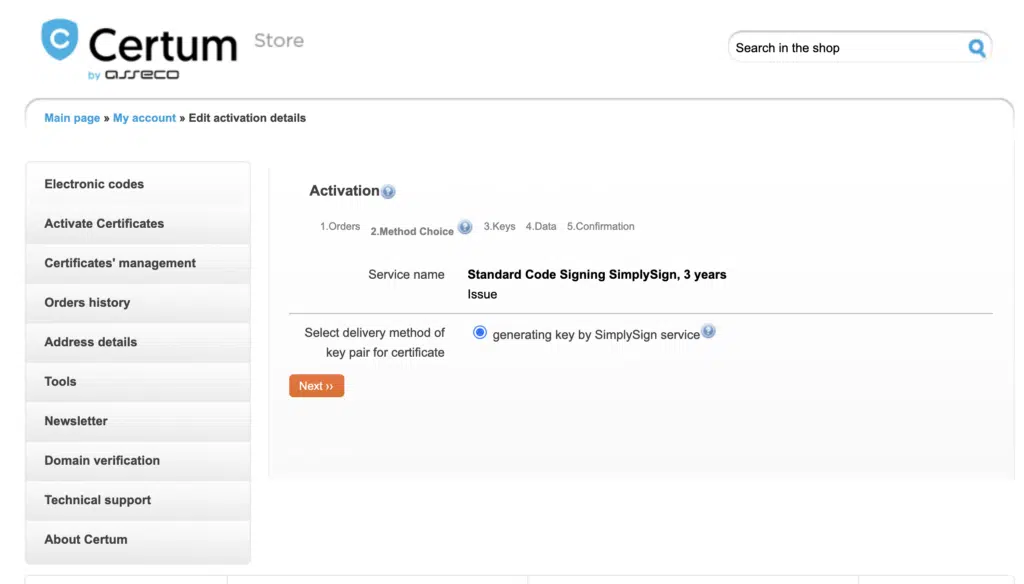 Certum Store
by asseco
Search in the shop
Main page » My account » Edit activation details
Electronic codes
Activate Certificates
Certificates' management
Orders history
Address details
Tools
Newsletter
Domain verification
Technical support
About Certum
Activation
1.Orders 2.Method Choice 3.Keys 4.Data 5.Confirmation
Service name Standard Code Signing SimplySign, 3 years
Issue
Select delivery method of
key pair for certificate
generating key by SimplySign service
Next ››